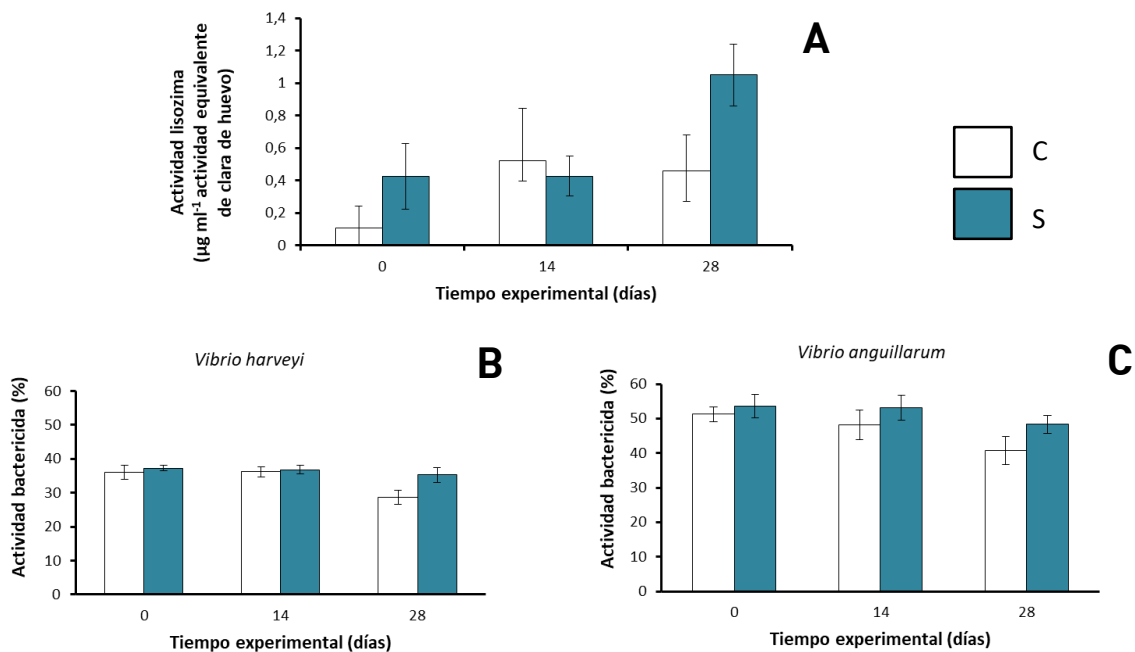 A
Actividad lisozima
(µg ml-1 actividad equivalente
de clara de huevo)
1,4
1,2
1
0,8
0,6
0,4
0,2
0
0 14 28
Tiempo experimental (días)
C
S
Vibrio harveyi
B
Actividad bactericida (%)
60
50
40
30
20
10
0
0 14 28
Tiempo experimental (días)
Vibrio anguillarum
C
Actividad bactericida (%)
60
50
40
30
20
10
0
0 14 28
Tiempo experimental (días)